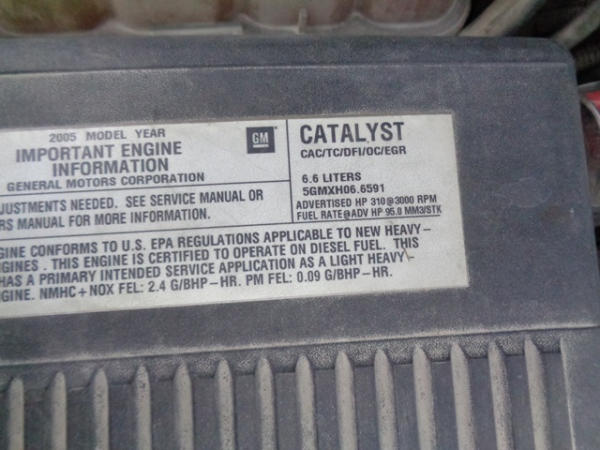 2005 MODEL YEAR
IMPORTANT ENGINE
INFORMATION
GENERAL MOTORS CORPORATION
GM
JUSTMENTS NEEDED. SEE SERVICE MANUAL OR
RS MANUAL FOR MORE INFORMATION.
CATALYST
CAC/TC/DFI/OC/EGR
6.6 LITERS
5GMXH06.6591
ADVERTISED HP 310@3000 RPM
FUEL RATE@ADV HP 95.0 MM3/STK
GINE CONFORMS TO U.S. EPA REGULATIONS APPLICABLE TO NEW HEAVY-
NGINES . THIS ENGINE IS CERTIFIED TO OPERATE ON DIESEL FUEL. THIS
HAS A PRIMARY INTENDED SERVICE APPLICATION AS A LIGHT HEAVY-
NGINE. NMHC+NOX FEL: 2.4 G/BHP-HR. PM FEL: 0.09 G/BHP-HR.